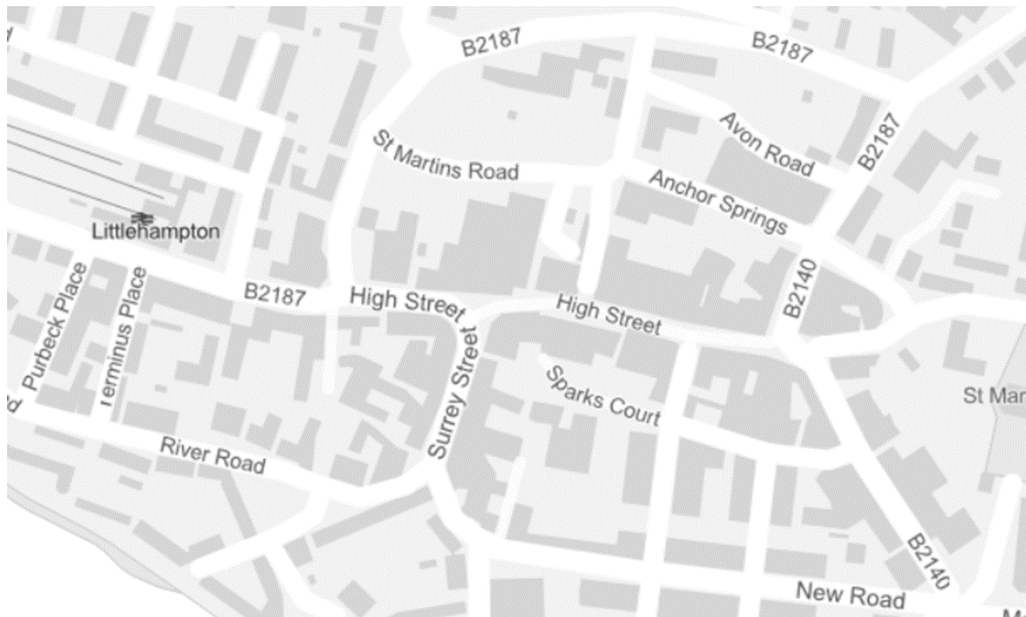 B2187
B2187
Avon Road
B2187
St Martins Road
Anchor Springs
Littlehampton
B2187
High Street
High Street
B2140
Purbeck Place
Terminus Place
Surrey Street
Sparks Court
St Mar
River Road
B2140
New Road